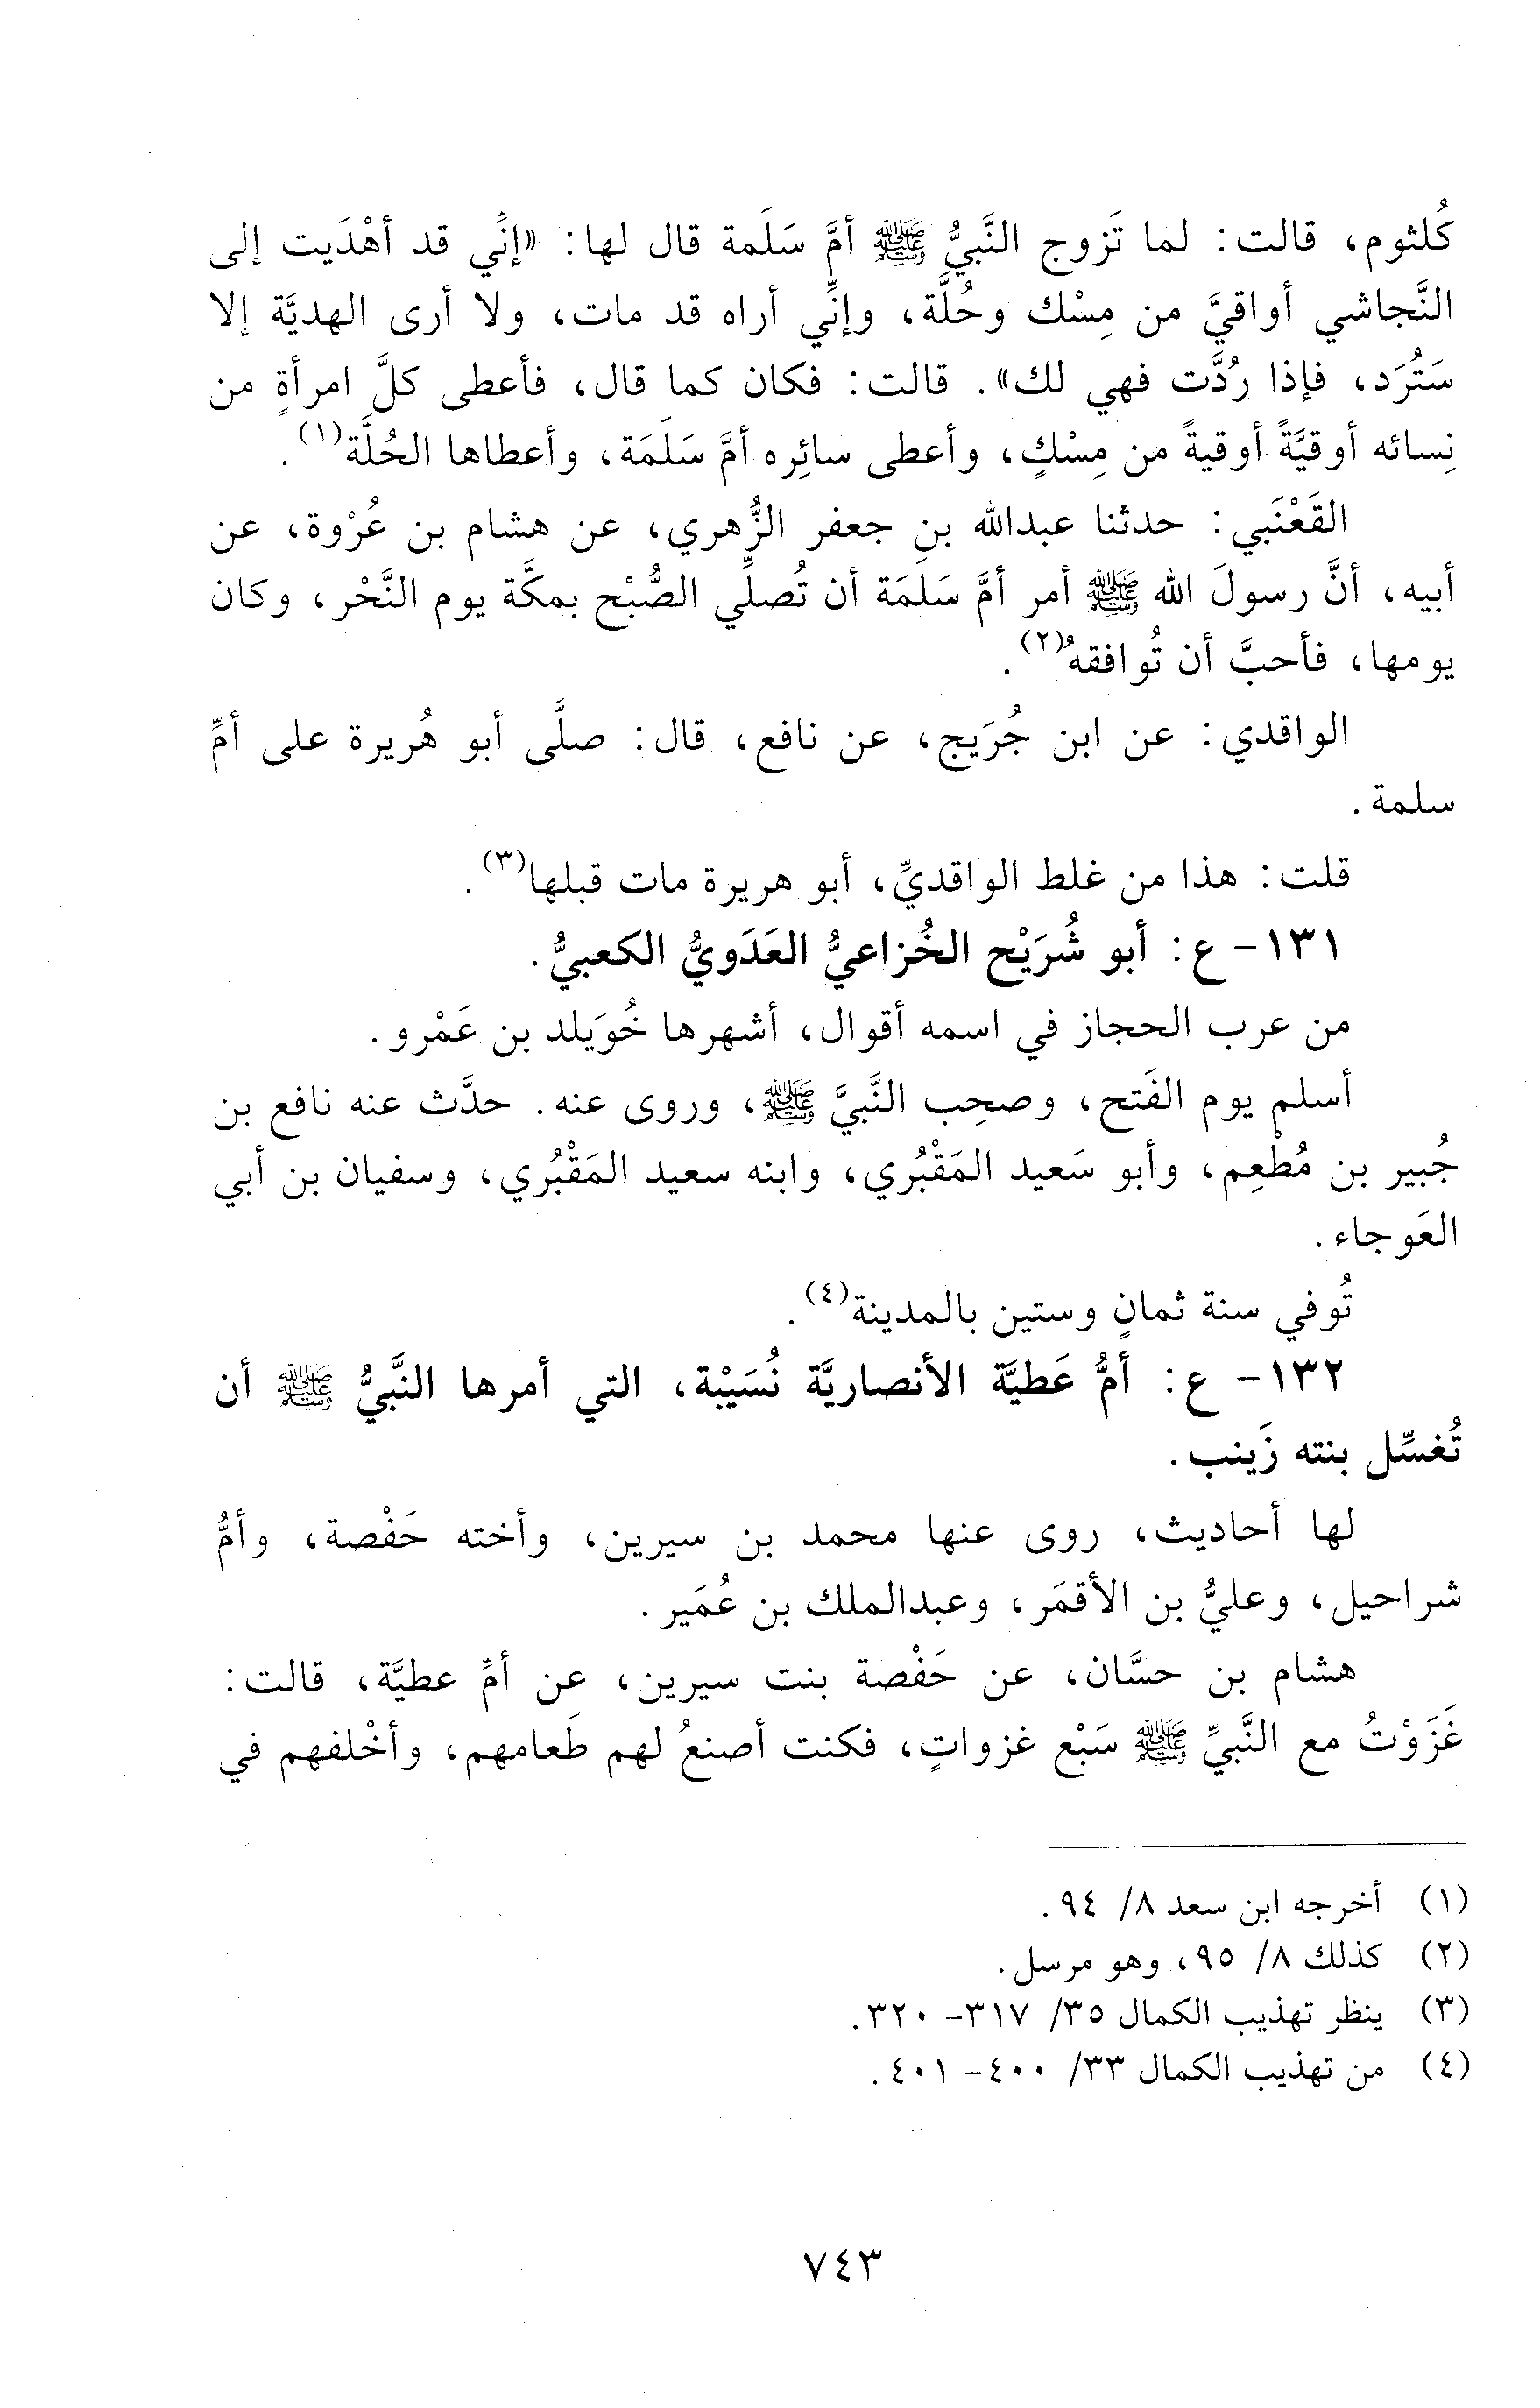 كُلثوم، قالت: لما تَزوج النَّبيُّ ﷺ أمَّ سَلَمة قال لها: «إنِّي قد أهْدَيت إلى
النَّجاشي أواقيَّ من مِسْك وحُلَّة، وإنِّي أراه قد مات، ولا أرى الهديَّة إلا
سَتُرَد، فإذا رُدَّت فهي لك». قالت: فكان كما قال، فأعطى كلَّ امرأةٍ من
نِسائه أوقيَّةً أوقيةً من مِسْكٍ، وأعطى سائِره أمَّ سَلَمَة، وأعطاها الحُلَّة(١).
القَعْنَبي: حدثنا عبدالله بنِ جعفر الزُّهري، عن هشام بن عُرْوة، عن
أبيه، أنَّ رسولَ الله ﷺ أمر أمَّ سَلَمَة أن تُصلِّي الصُّبْح بمكَّة يوم النَّحْر، وكان
يومها، فأحبَّ أن تُوافقهُ(٢).
الواقدي: عن ابن جُرَيج، عن نافع، قال: صلَّى أبو هُريرة على أمِّ
سلمة.
قلت: هذا من غلط الواقديِّ، أبو هريرة مات قبلها(٣).
١٣١- ع: أبو شُرَيْح الخُزاعيُّ العَدَويُّ الكعبيُّ.
من عرب الحجاز في اسمه أقوال، أشهرها خُوَيلد بن عَمْرو.
أسلم يوم الفَتح، وصحِب النَّبيَّ ﷺ، وروى عنه. حدَّث عنه نافع بن
جُبير بن مُطْعِم، وأبو سَعيد المَقْبُري، وابنه سعيد المَقْبُري، وسفيان بن أبي
العَوجاء.
تُوفي سنة ثمانٍ وستين بالمدينة(٤).
١٣٢- ع: أمُّ عَطيَّة الأنصاريَّة نُسَيْبة، التي أمرها النَّبيُّ ﷺ أن
تُغسِّل بنته زَينب.
لها أحاديث، روى عنها محمد بن سيرين، وأخته حَفْصة، وأمُّ
شراحيل، وعليُّ بن الأقمَر، وعبدالملك بن عُمَير.
هشام بن حسَّان، عن حَفْصة بنت سيرين، عن أمِّ عطيَّة، قالت:
غَزَوْتُ مع النَّبيِّ ﷺ سَبْع غزواتٍ، فكنت أصنعُ لهم طَعامهم، وأخْلفهم في
(١) أخرجه ابن سعد ٨/ ٩٤.
(٢) كذلك ٨/ ٩٥، وهو مرسل.
(٣) ينظر تهذيب الكمال ٣٥/ ٣١٧- ٣٢٠.
(٤) من تهذيب الكمال ٣٣/ ٤٠٠- ٤٠١.
٧٤٣